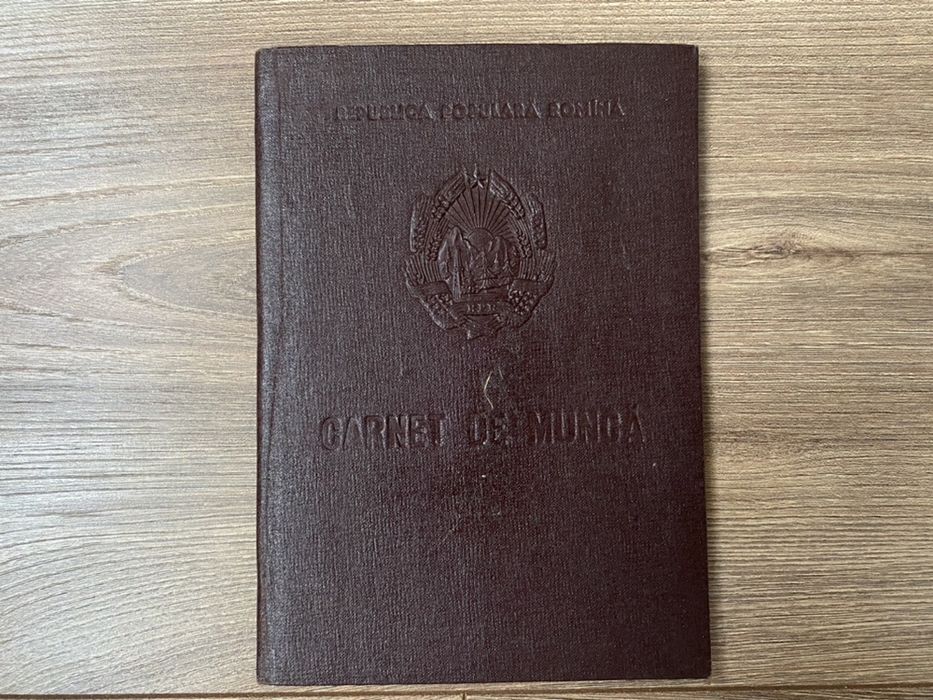 REPUBLICA POPULARĂ ROMÎNĂ
CARNET DE MUNCĂ